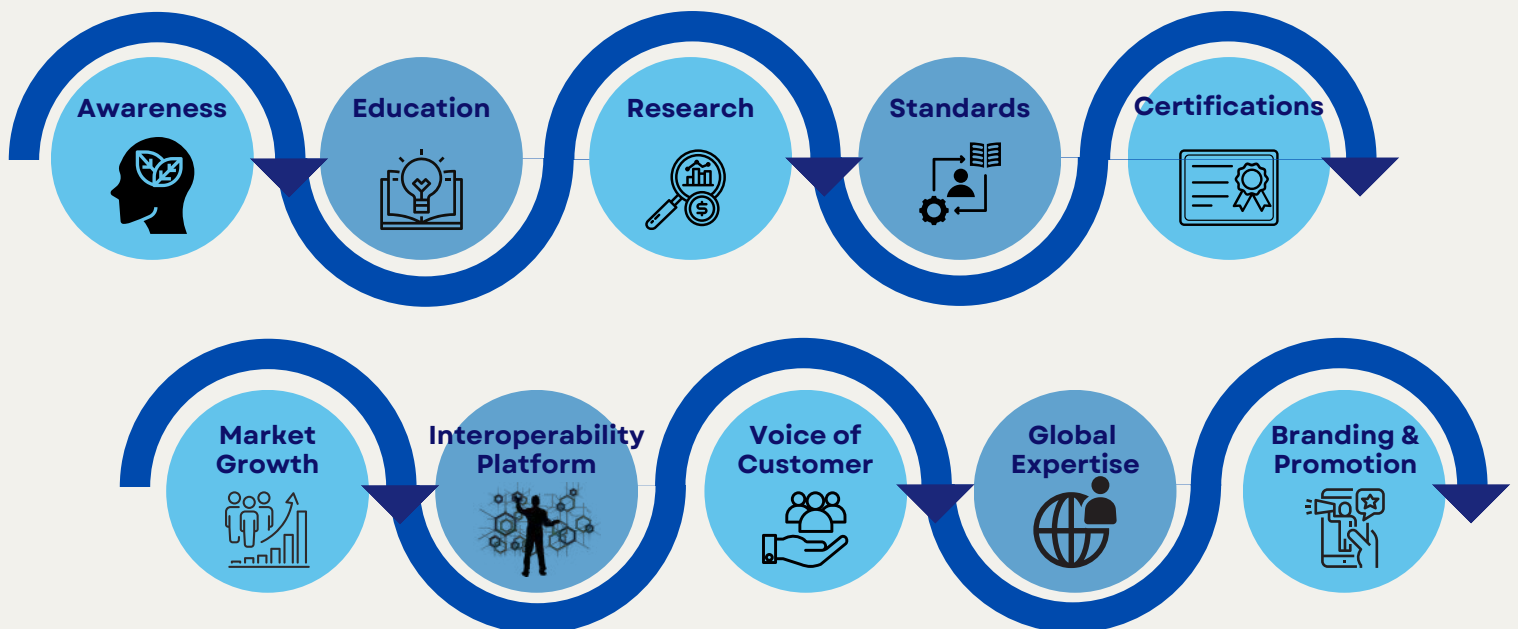 Awareness
Education
Research
Standards
Certifications
Market
Growth
Interoperability
Platform
Voice of
Customer
Global
Expertise
Branding &
Promotion
$